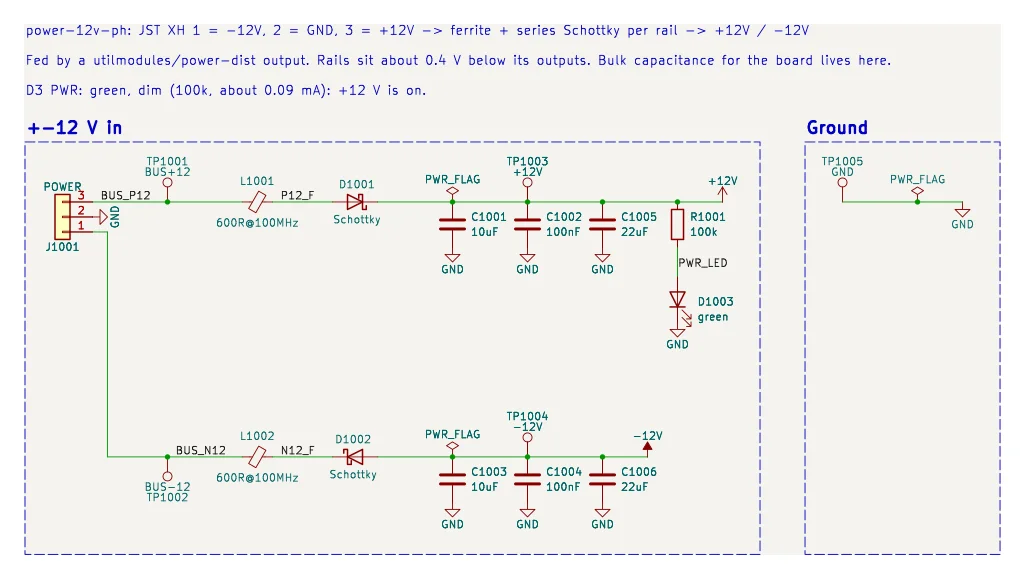 power-12v-ph: JST XH 1 = -12V, 2 = GND, 3 = +12V -> ferrite + series Schottky per rail -> +12V / -12V
Fed by a utilmodules/power-dist output. Rails sit about 0.4 V below its outputs. Bulk capacitance for the board lives here.
D3 PWR: green, dim (100k, about 0.09 mA): +12 V is on.
+-12 V in
Ground
TP1001
BUS+12
TP1003
+12V
TP1005
GND
POWER
3
2
1
J1001
BUS_P12
GND
L1001
600R@100MHz
P12_F
D1001
Schottky
PWR_FLAG
+12V
PWR_FLAG
C1001
10uF
C1002
100nF
C1005
22uF
R1001
100k
GND
GND
GND
GND
PWR_LED
D1003
green
GND
TP1004
-12V
BUS_N12
L1002
600R@100MHz
N12_F
D1002
Schottky
PWR_FLAG
-12V
BUS-12
TP1002
C1003
10uF
C1004
100nF
C1006
22uF
GND
GND
GND